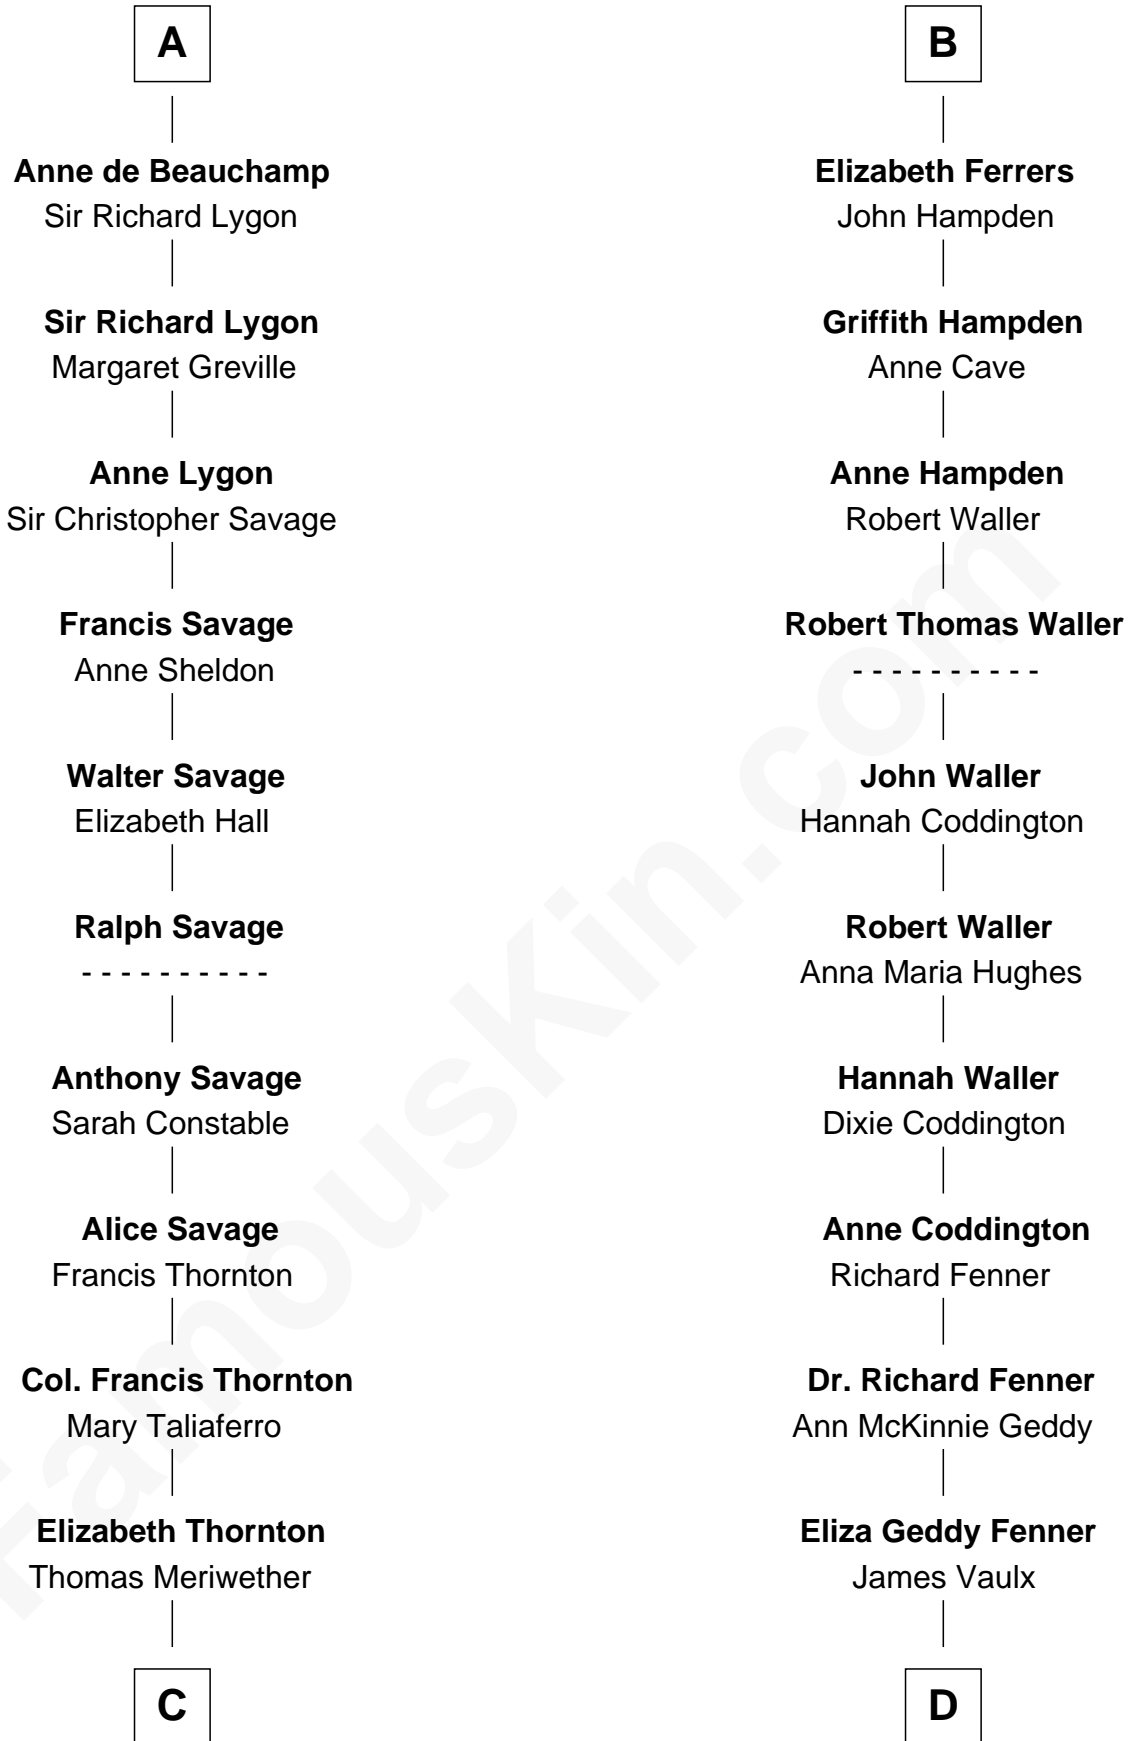 A
Anne de Beauchamp
Sir Richard Lygon
Sir Richard Lygon
Margaret Greville
Anne Lygon
Sir Christopher Savage
Francis Savage
Anne Sheldon
Walter Savage
Elizabeth Hall
Ralph Savage
- - - - - - - - - -
Anthony Savage
Sarah Constable
Alice Savage
Francis Thornton
Col. Francis Thornton
Mary Taliaferro
Elizabeth Thornton
Thomas Meriwether
C
B
Elizabeth Ferrers
John Hampden
Griffith Hampden
Anne Cave
Anne Hampden
Robert Waller
Robert Thomas Waller
- - - - - - - - - -
John Waller
Hannah Coddington
Robert Waller
Anna Maria Hughes
Hannah Waller
Dixie Coddington
Anne Coddington
Richard Fenner
Dr. Richard Fenner
Ann McKinnie Geddy
Eliza Geddy Fenner
James Vaulx
D
FamousKin.com